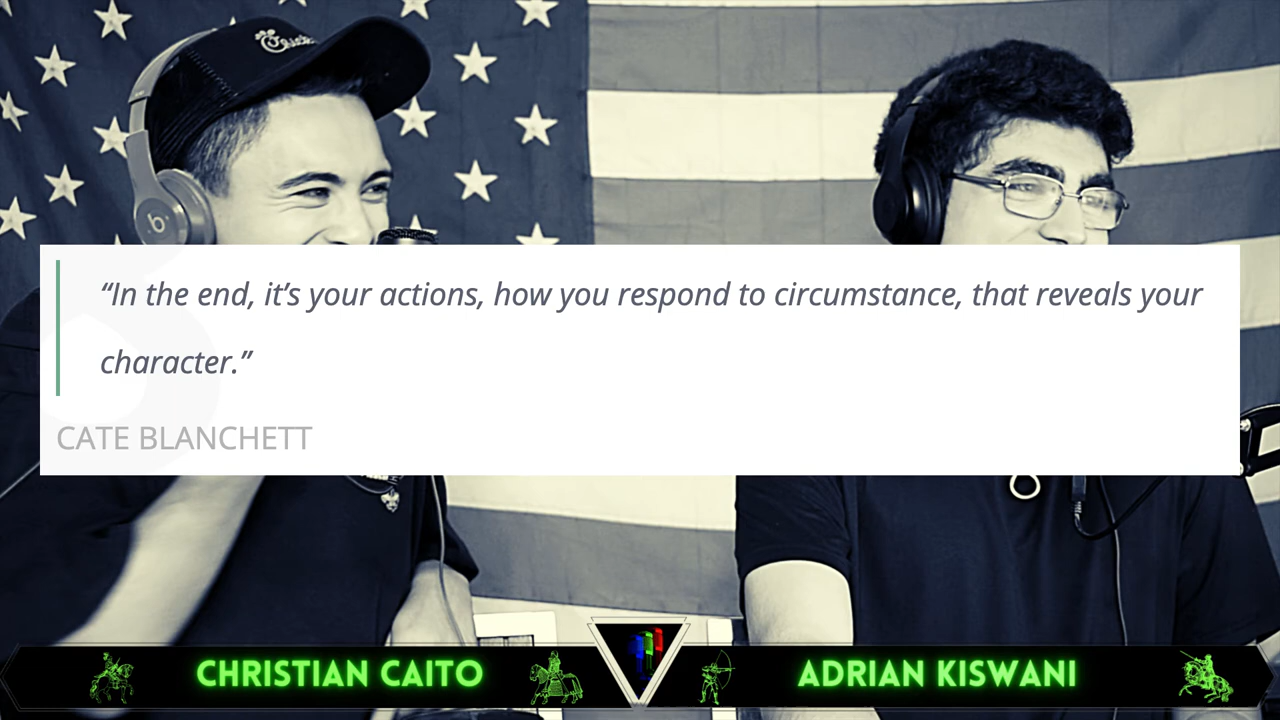 “In the end, it’s your actions, how you respond to circumstance, that reveals your
character.”
CATE BLANCHETT
CHRISTIAN CAITO
ADRIAN KISWANI